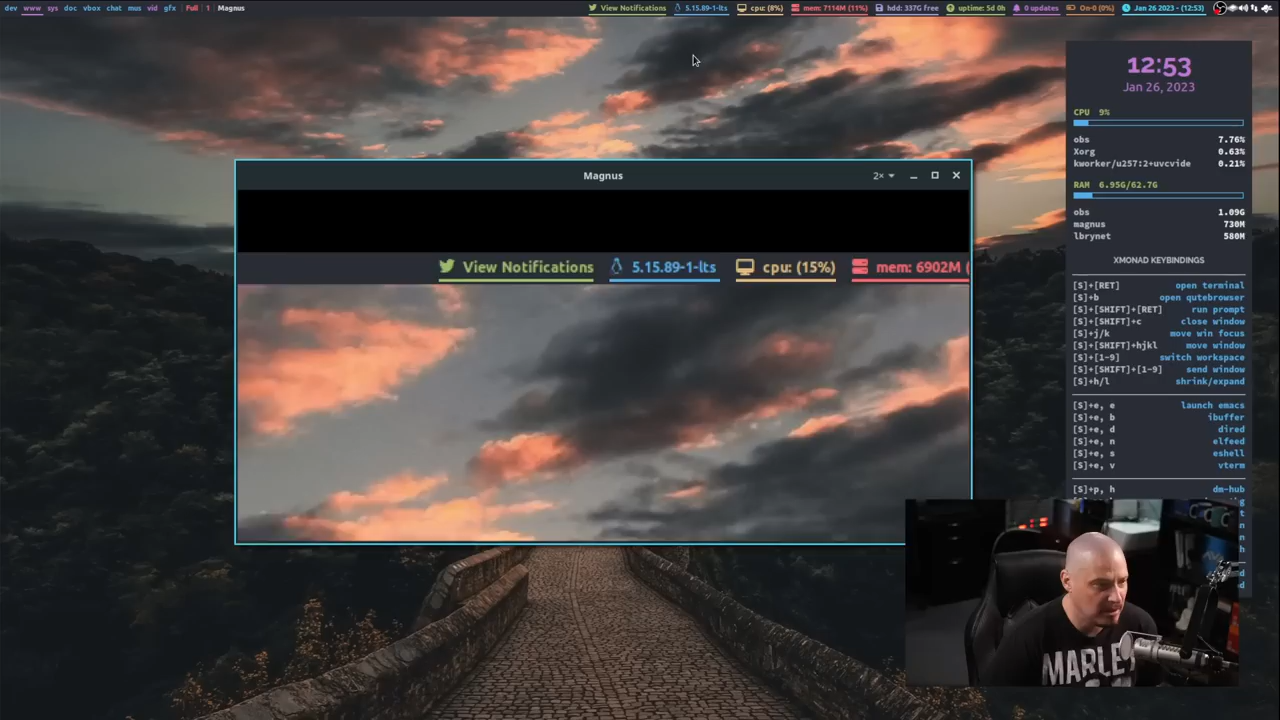 dev www sys doc vbox chat mus vid gfx | Full | 1 | Magnus
View Notifications 5.15.89-1-lts cpu: (8%) mem: 7114M (11%) hdd: 337G free uptime: 5d 0h 0 updates On-0 (0%) Jan 26 2023 - (12:53)
12:53
Jan 26, 2023
CPU 9%
obs 7.76%
Xorg 0.63%
kworker/u257:2+uvcvide 0.21%
RAM 6.95G/62.7G
obs 1.09G
magnus 730M
lbrynet 580M
XMONAD KEYBINDINGS
[S]+[RET] open terminal
[S]+b open qutebrowser
[S]+[SHIFT]+[RET] run prompt
[S]+[SHIFT]+c close window
[S]+j/k move win focus
[S]+[SHIFT]+hjkl move window
[S]+[1-9] switch workspace
[S]+[SHIFT]+[1-9] send window
[S]+h/l shrink/expand
[S]+e, e launch emacs
[S]+e, b ibuffer
[S]+e, d dired
[S]+e, n elfeed
[S]+e, s eshell
[S]+e, v vterm
[S]+p, h dm-hub
Magnus 2×
View Notifications 5.15.89-1-lts cpu: (15%) mem: 6902M (
MARLEY